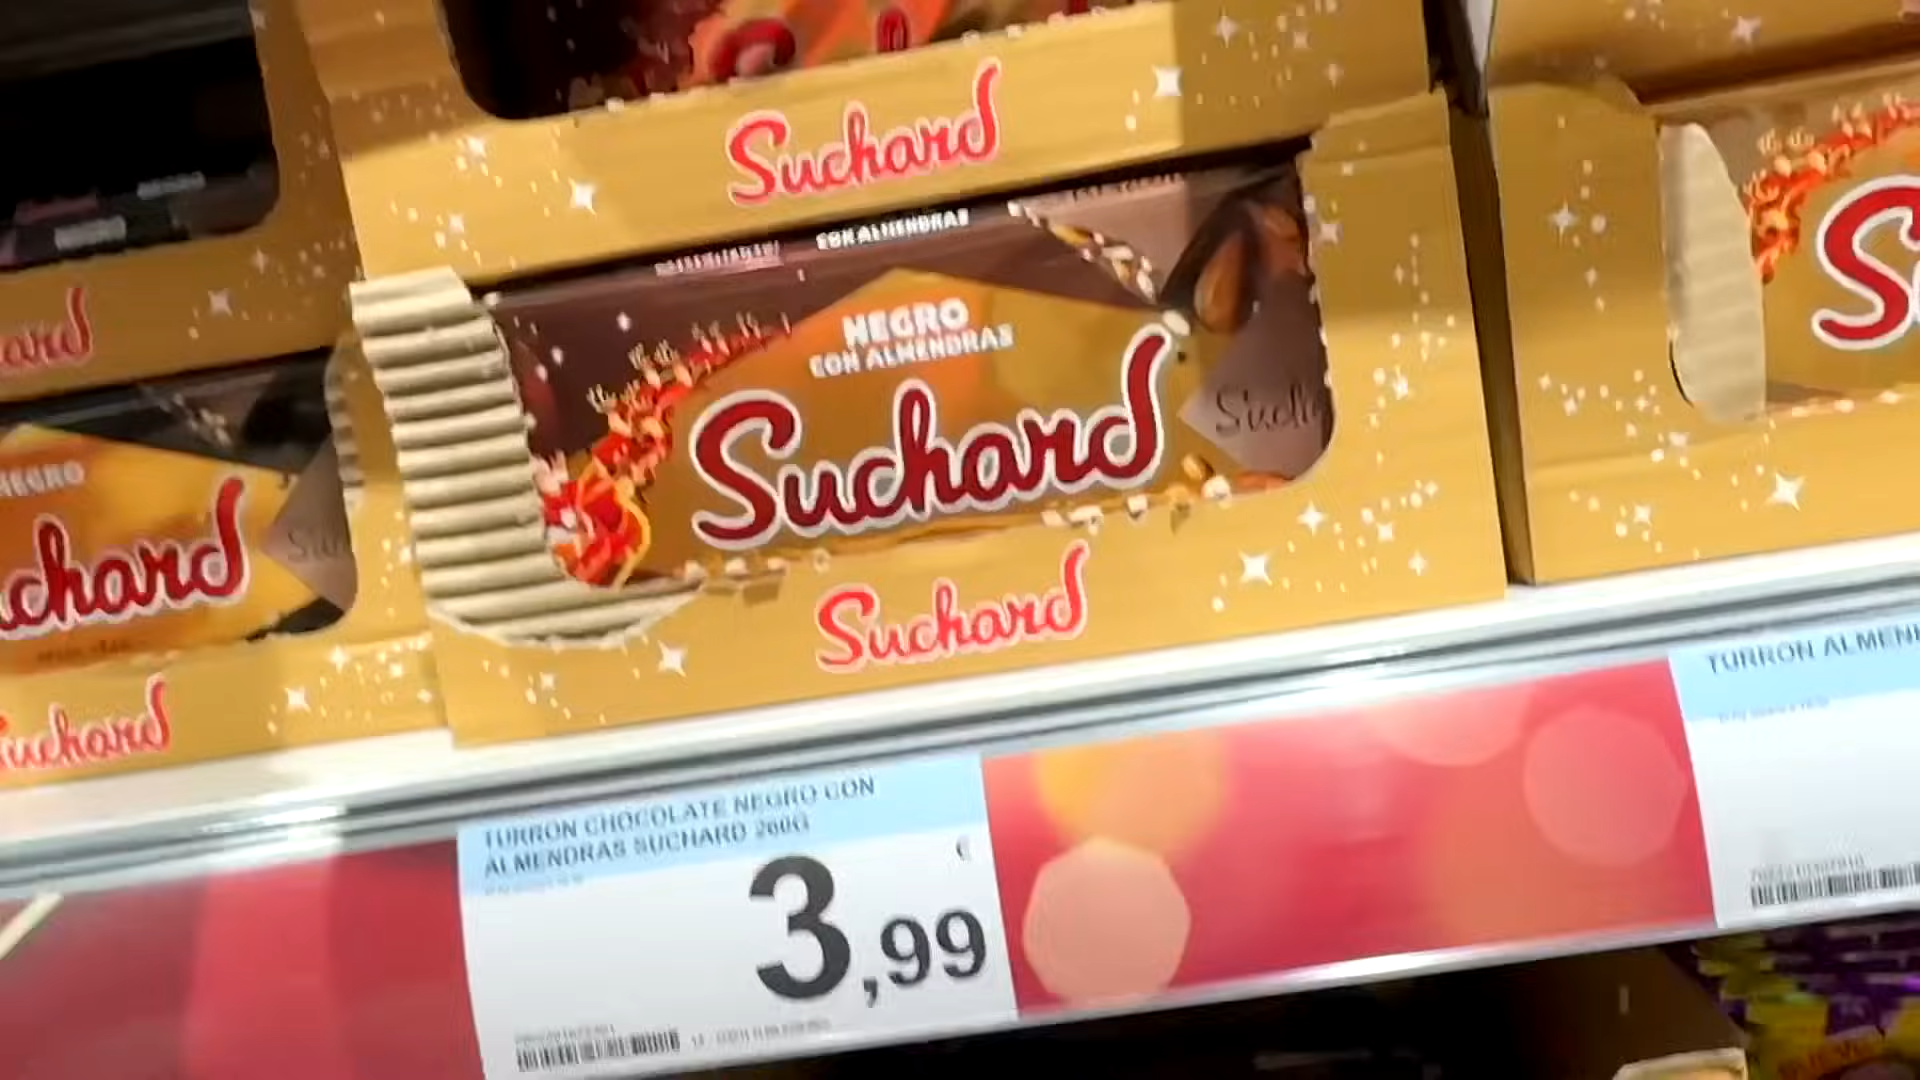 Suchard
CON ALMENDRAS
NEGRO
CON ALMENDRAS
Suchard
Suchard
NEGRO
chard
Suchard
TURRON CHOCOLATE NEGRO CON
ALMENDRAS SUCHARD 260G
€
3,99
TURRON ALMEN